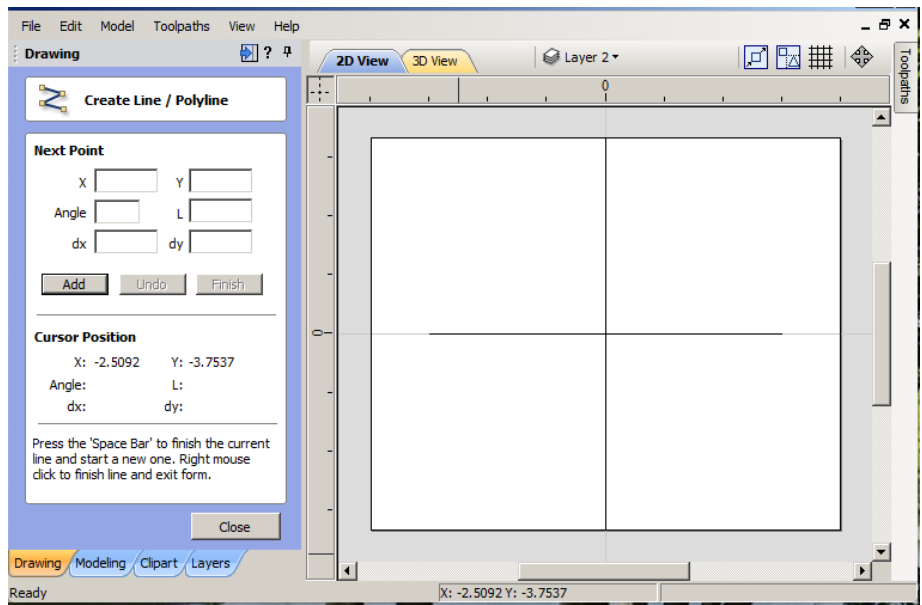 File Edit Model Toolpaths View Help
Drawing ?
2D View 3D View Layer 2
Toolpaths
Create Line / Polyline
0
Next Point
X Y
Angle L
dx dy
Add Undo Finish
0
Cursor Position
X: -2.5092 Y: -3.7537
Angle: L:
dx: dy:
Press the 'Space Bar' to finish the current
line and start a new one. Right mouse
click to finish line and exit form.
Close
Drawing Modeling Clipart Layers
Ready X: -2.5092 Y: -3.7537